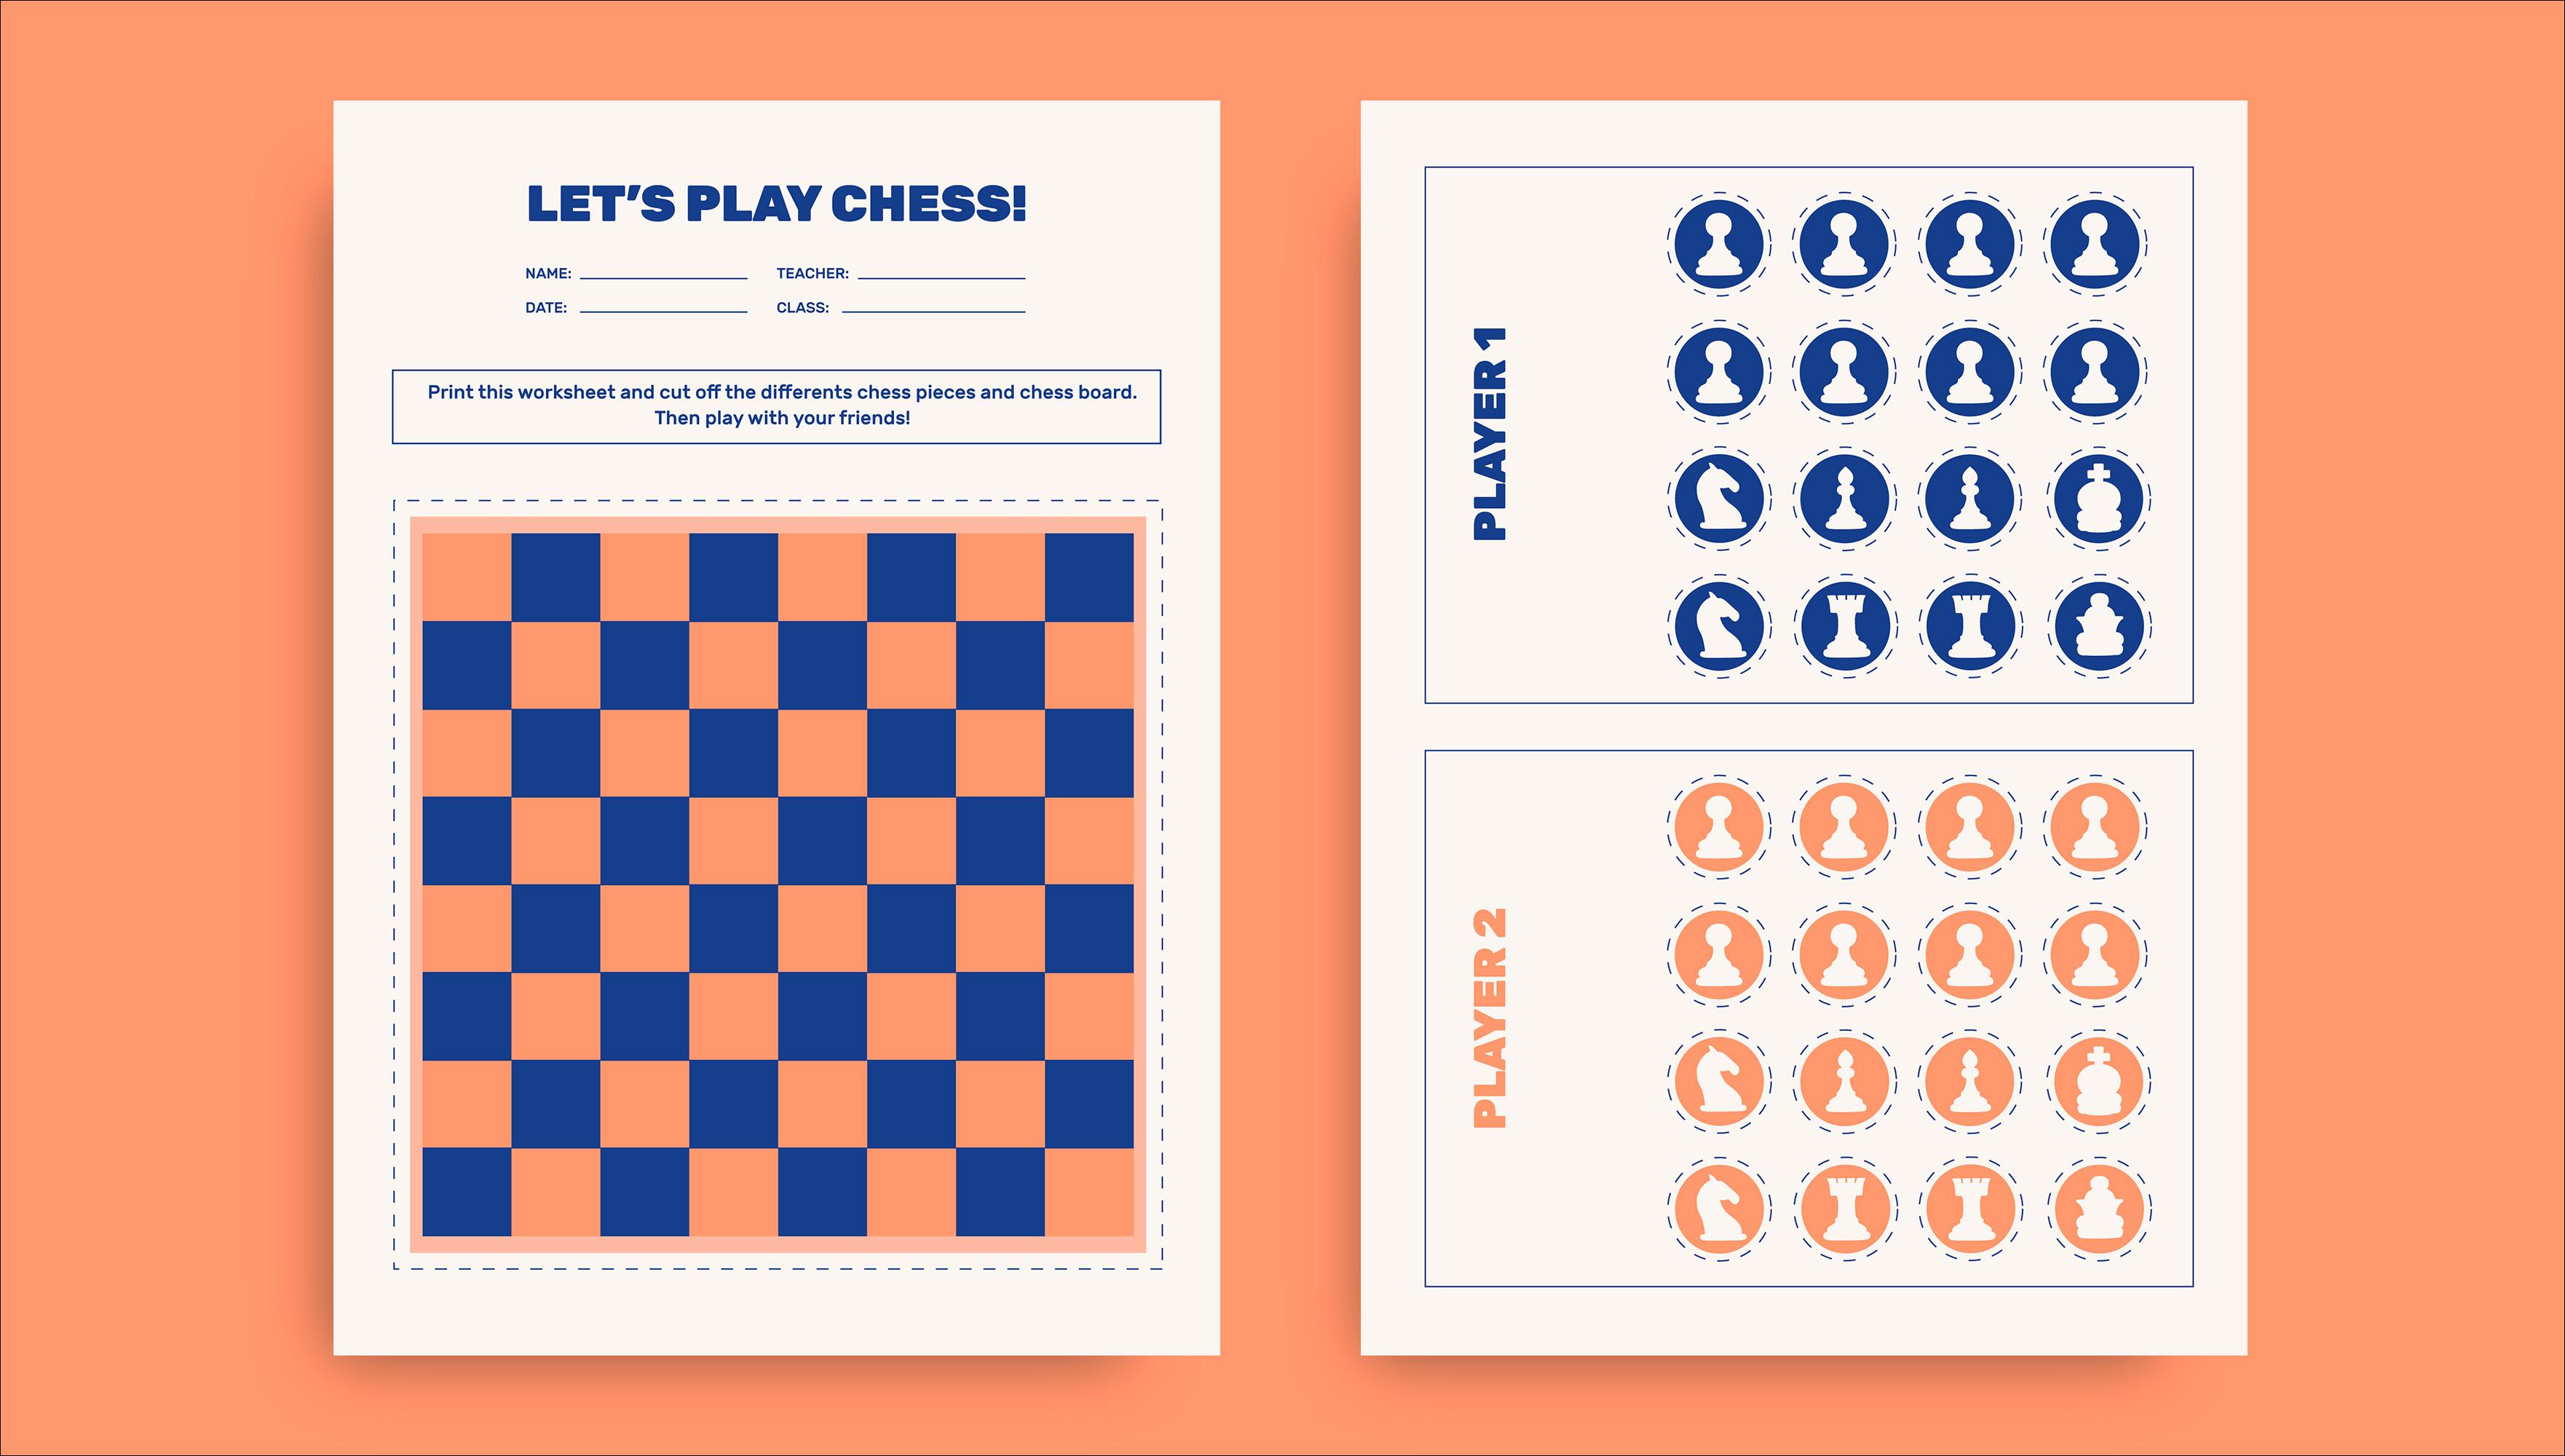 LET'S PLAY CHESS!
NAME:
TEACHER:
DATE:
CLASS:
Print this worksheet and cut off the differents chess pieces and chess board.
Then play with your friends!
PLAYER 1
PLAYER 2